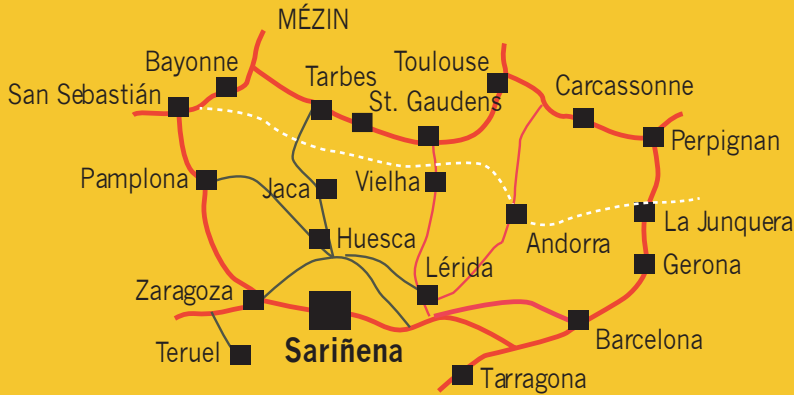 MÉZIN
Bayonne
Toulouse
Tarbes
Carcassonne
San Sebastián
St. Gaudens
Perpignan
Pamplona
Jaca
Vielha
La Junquera
Huesca
Andorra
Gerona
Lérida
Zaragoza
Barcelona
Teruel
Sariñena
Tarragona